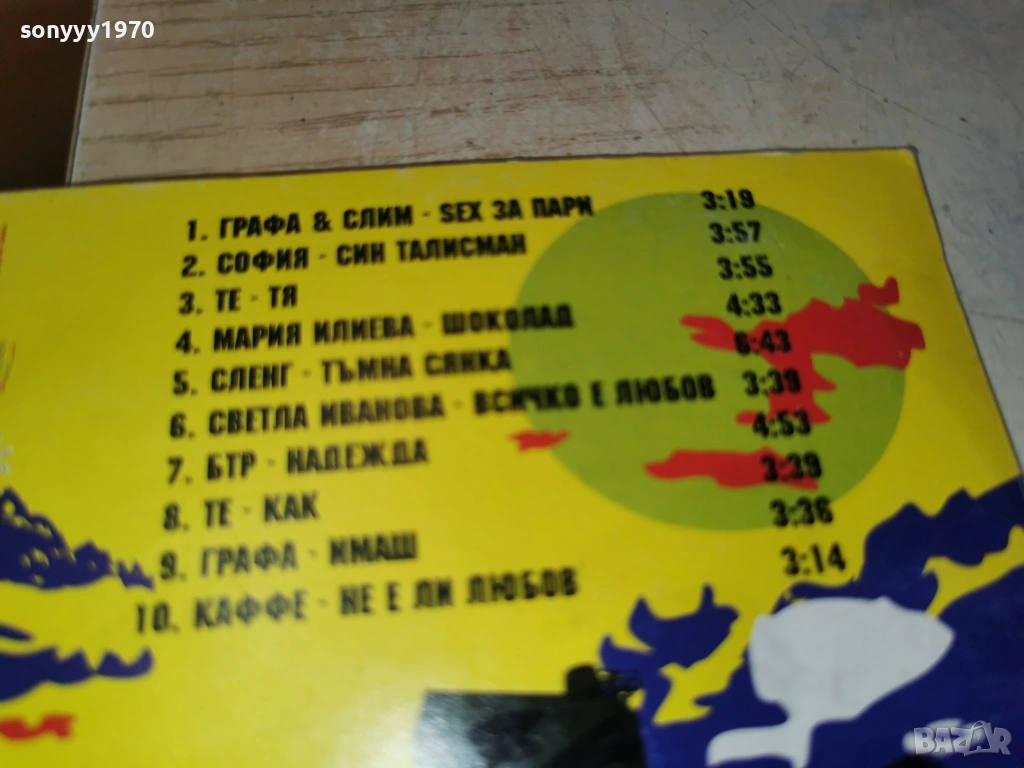 sonyyy1970
1. ГРАФА & СЛИМ - SEX ЗА ПАРИ 3:19
2. СОФИЯ - СИН ТАЛИСМАН 3:57
3. ТЕ - ТЯ 3:55
4. МАРИЯ ИЛИЕВА - ШОКОЛАД 4:33
5. СЛЕНГ - ТЪМНА СЯНКА 6:43
6. СВЕТЛА ИВАНОВА - ВСИЧКО Е ЛЮБОВ 3:39
7. БТР - НАДЕЖДА 4:53
8. ТЕ - КАК 3:39
9. ГРАФА - ИМАШ 3:36
10. КАФФЕ - НЕ Е ЛИ ЛЮБОВ 3:14
BAZAR